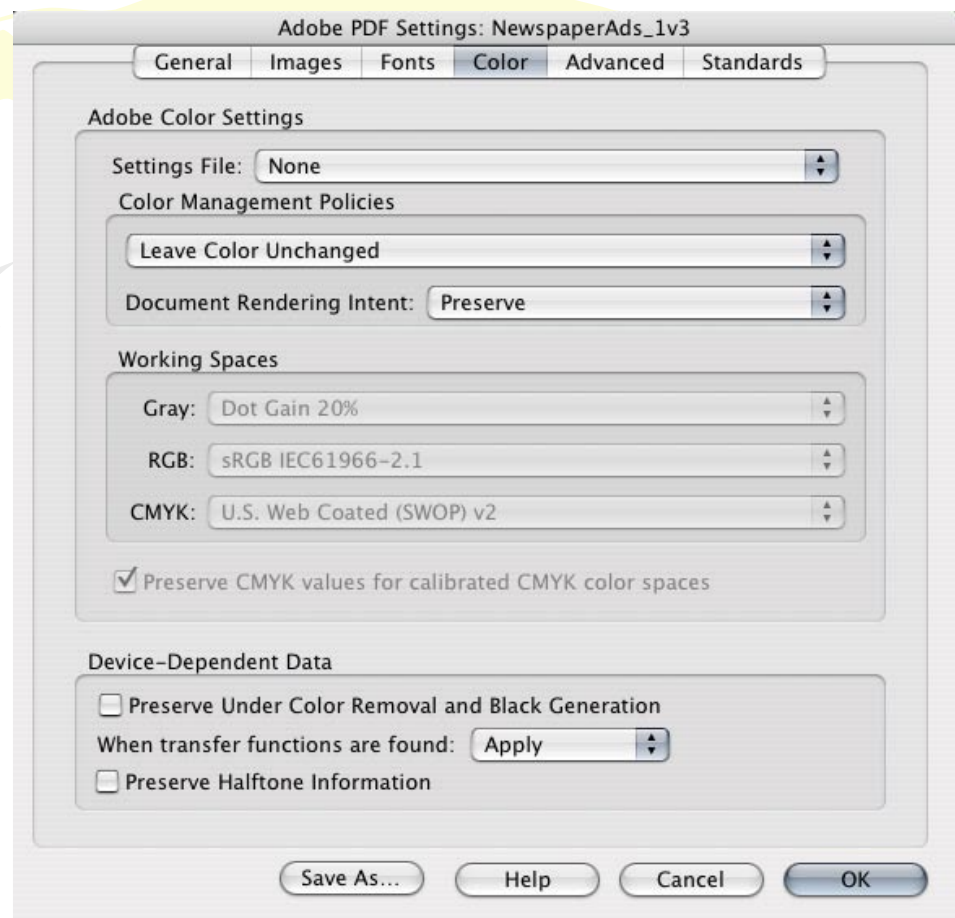 Adobe PDF Settings: NewspaperAds_1v3
General Images Fonts Color Advanced Standards
Adobe Color Settings
Settings File: None
Color Management Policies
Leave Color Unchanged
Document Rendering Intent: Preserve
Working Spaces
Gray: Dot Gain 20%
RGB: sRGB IEC61966-2.1
CMYK: U.S. Web Coated (SWOP) v2
Preserve CMYK values for calibrated CMYK color spaces
Device-Dependent Data
Preserve Under Color Removal and Black Generation
When transfer functions are found: Apply
Preserve Halftone Information
Save As... Help Cancel OK